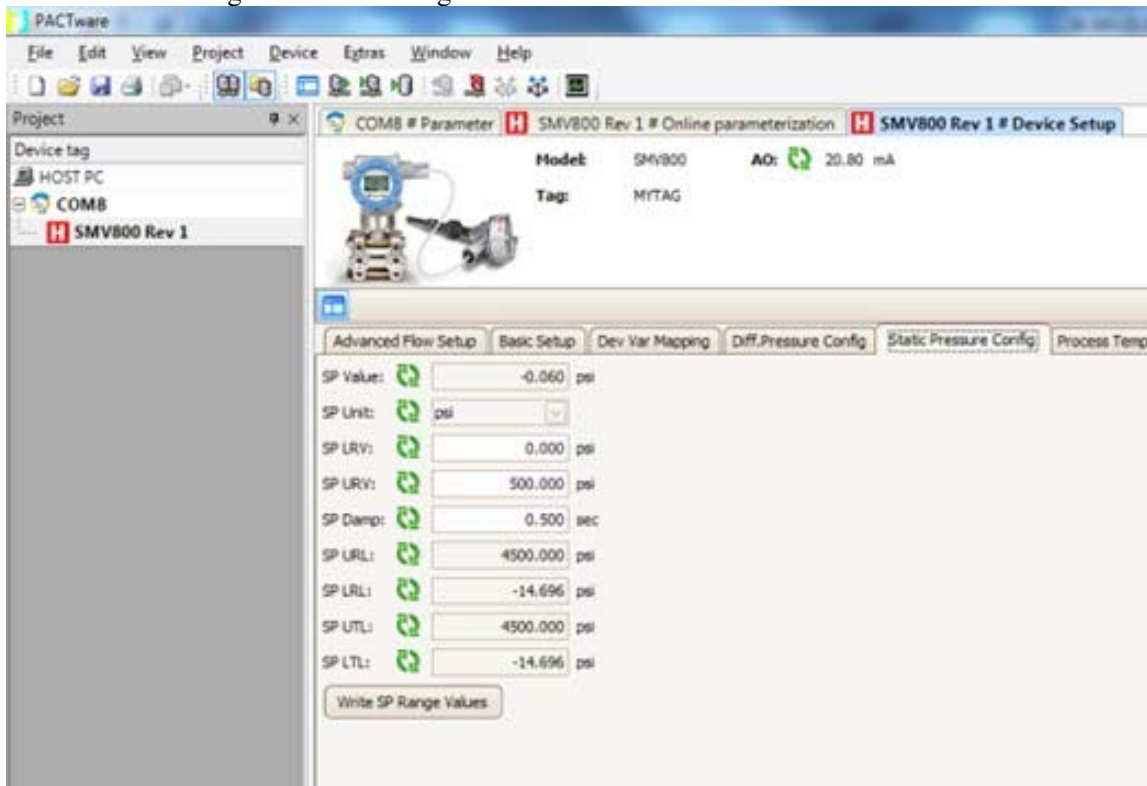 PACTware
File Edit View Project Device Extras Window Help
Project
COM8 # Parameter H SMV800 Rev 1 # Online parameterization H SMV800 Rev 1 # Device Setup
Device tag
HOST PC
COM8
H SMV800 Rev 1
Model: SMV800 AO: 20.80 mA
Tag: MYTAG
Advanced Flow Setup Basic Setup Dev Var Mapping Diff.Pressure Config Static Pressure Config Process Temp
SP Value: -0.060 psi
SP Unit: psi
SP LRV: 0.000 psi
SP URV: 500.000 psi
SP Damp: 0.500 sec
SP URL: 4500.000 psi
SP LRL: -14.696 psi
SP UTL: 4500.000 psi
SP LTL: -14.696 psi
Write SP Range Values